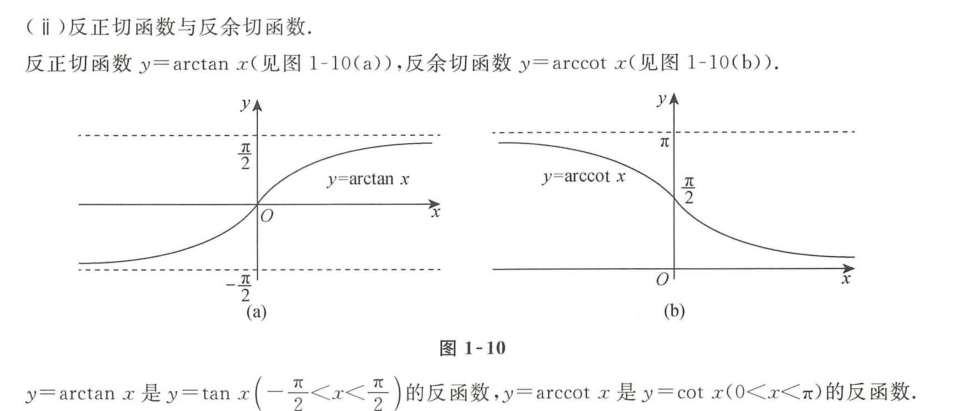 (ⅱ)反正切函数与反余切函数.
反正切函数 y=arctan x(见图 1-10(a)),反余切函数 y=arccot x(见图 1-10(b)).
y
π/2
y=arctan x
O
x
-π/2
(a)
y
π
y=arccot x
π/2
O
x
(b)
图 1-10
y=arctan x 是 y=tan x(-π/2<x<π/2)的反函数,y=arccot x 是 y=cot x(0<x<π)的反函数.